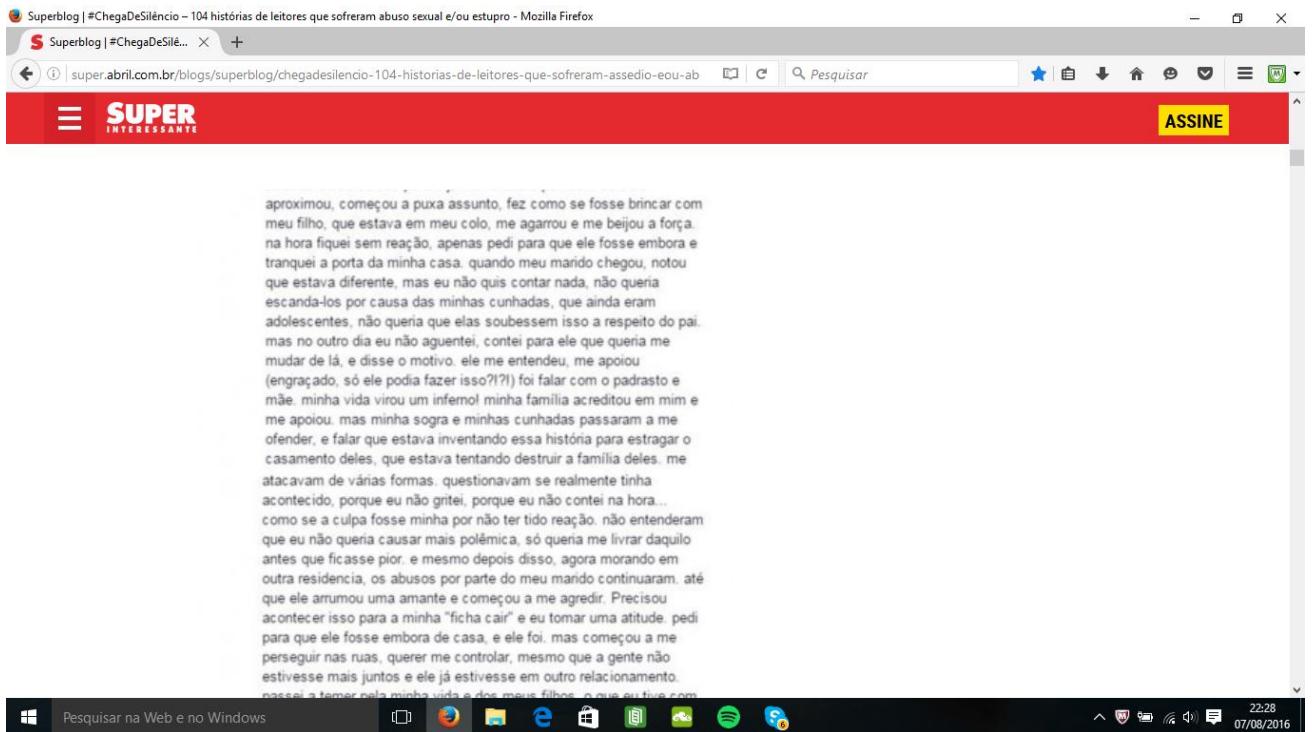 Superblog | #ChegaDeSilêncio – 104 histórias de leitores que sofreram abuso sexual e/ou estupro - Mozilla Firefox
Superblog | #ChegaDeSilê...
super.abril.com.br/blogs/superblog/chegadesilencio-104-historias-de-leitores-que-sofreram-assedio-eou-ab
Pesquisar
SUPER
INTERESSANTE
ASSINE
aproximou, começou a puxa assunto, fez como se fosse brincar com
meu filho, que estava em meu colo, me agarrou e me beijou a força.
na hora fiquei sem reação, apenas pedi para que ele fosse embora e
tranquei a porta da minha casa. quando meu marido chegou, notou
que estava diferente, mas eu não quis contar nada, não queria
escanda-los por causa das minhas cunhadas, que ainda eram
adolescentes, não queria que elas soubessem isso a respeito do pai.
mas no outro dia eu não aguentei, contei para ele que queria me
mudar de lá, e disse o motivo. ele me entendeu, me apoiou
(engraçado, só ele podia fazer isso?!?!) foi falar com o padrasto e
mãe. minha vida virou um inferno! minha família acreditou em mim e
me apoiou. mas minha sogra e minhas cunhadas passaram a me
ofender, e falar que estava inventando essa história para estragar o
casamento deles, que estava tentando destruir a família deles. me
atacavam de várias formas. questionavam se realmente tinha
acontecido, porque eu não gritei, porque eu não contei na hora...
como se a culpa fosse minha por não ter tido reação. não entenderam
que eu não queria causar mais polêmica, só queria me livrar daquilo
antes que ficasse pior. e mesmo depois disso, agora morando em
outra residencia, os abusos por parte do meu marido continuaram. até
que ele arrumou uma amante e começou a me agredir. Precisou
acontecer isso para a minha "ficha cair" e eu tomar uma atitude. pedi
para que ele fosse embora de casa, e ele foi. mas começou a me
perseguir nas ruas, querer me controlar, mesmo que a gente não
estivesse mais juntos e ele já estivesse em outro relacionamento.
passei a temer pela minha vida e dos meus filhos. o que eu tive com
Pesquisar na Web e no Windows
22:28
07/08/2016